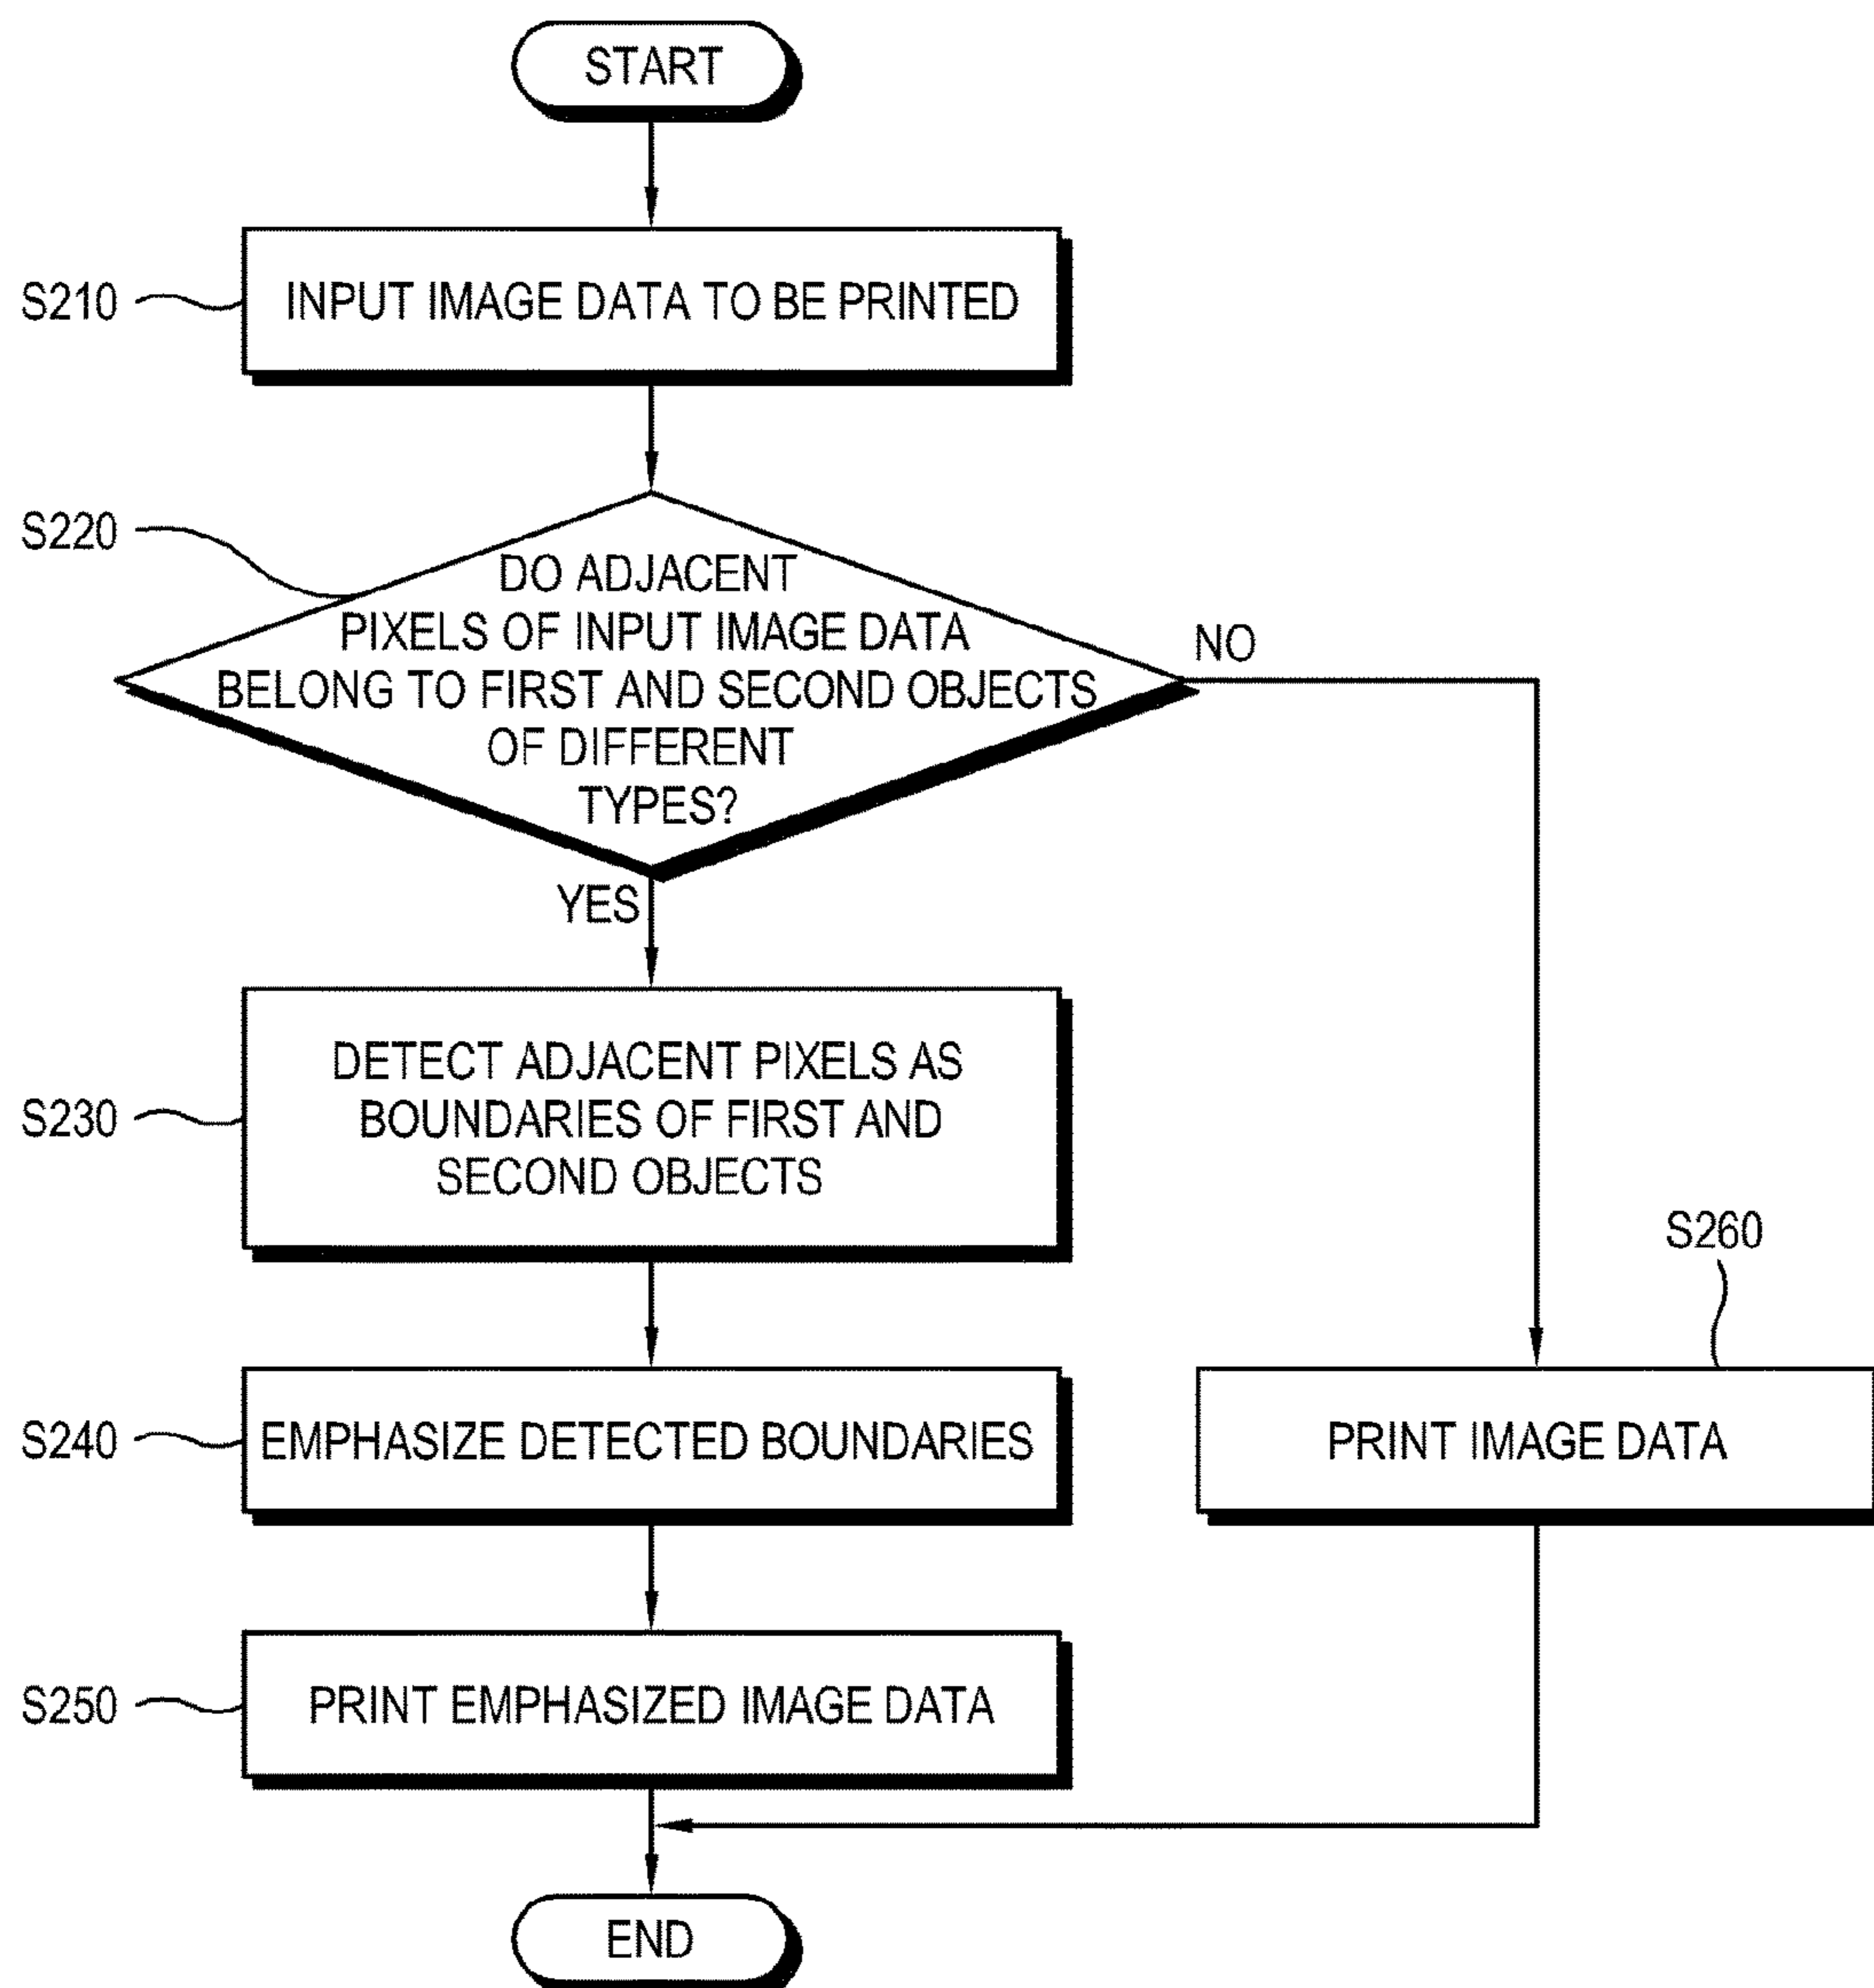 START
S210
INPUT IMAGE DATA TO BE PRINTED
S220
DO ADJACENT
PIXELS OF INPUT IMAGE DATA
BELONG TO FIRST AND SECOND OBJECTS
OF DIFFERENT
TYPES?
NO
YES
S230
DETECT ADJACENT PIXELS AS
BOUNDARIES OF FIRST AND
SECOND OBJECTS
S260
S240
EMPHASIZE DETECTED BOUNDARIES
PRINT IMAGE DATA
S250
PRINT EMPHASIZED IMAGE DATA
END